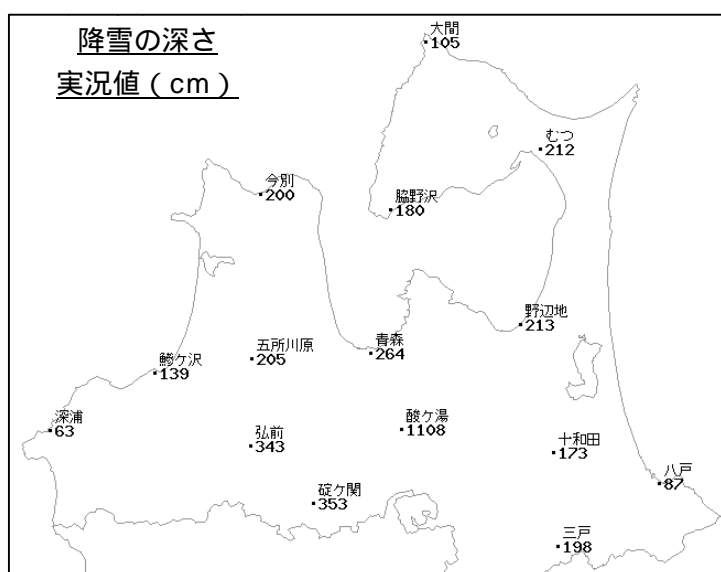 降雪の深さ
実況値(cm)
大間
105
むつ
212
今別
200
脇野沢
180
野辺地
213
青森
264
五所川原
205
鰺ケ沢
139
深浦
63
弘前
343
酸ケ湯
1108
十和田
173
八戸
87
碇ケ関
353
三戸
198